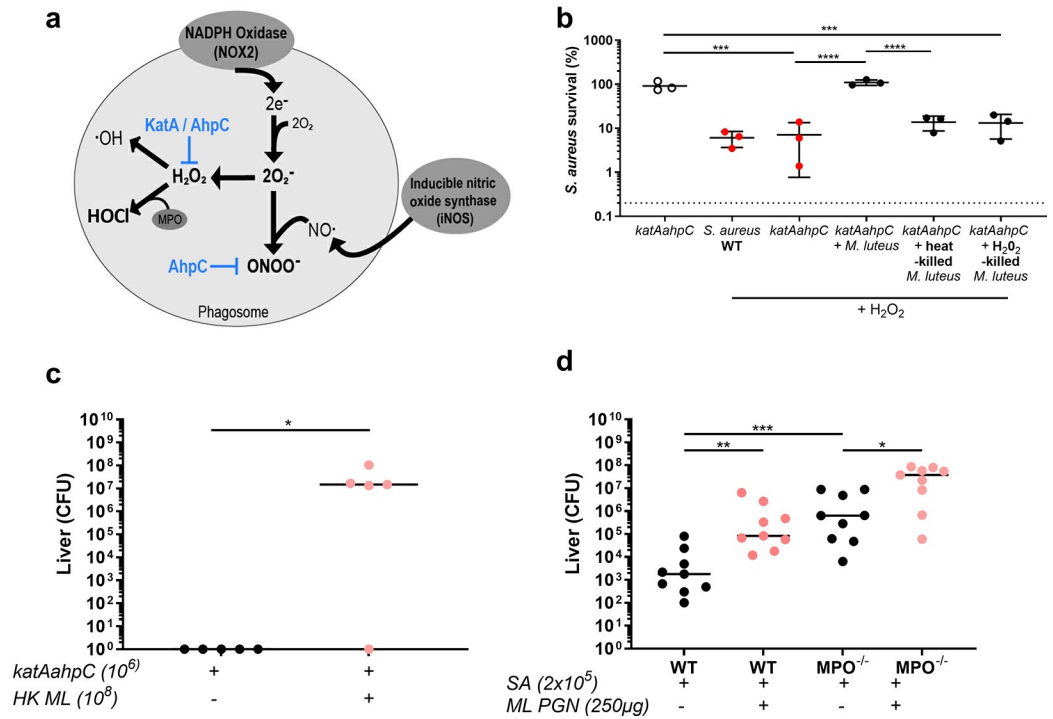 a
NADPH Oxidase
(NOX2)
2e⁻
2O₂
KatA / AhpC
·OH
H₂O₂
2O₂⁻
HOCl
MPO
NO·
Inducible nitric
oxide synthase
(iNOS)
AhpC
ONOO⁻
Phagosome
b
S. aureus survival (%)
1000
100
10
1
0.1
***
***
****
****
katAahpC
S. aureus
WT
katAahpC
katAahpC
+ M. luteus
katAahpC
+ heat
-killed
M. luteus
katAahpC
+ H₂0₂
-killed
M. luteus
+ H₂O₂
c
Liver (CFU)
10¹⁰
10⁹
10⁸
10⁷
10⁶
10⁵
10⁴
10³
10²
10¹
10⁰
*
katAahpC (10⁶) + +
HK ML (10⁸) - +
d
Liver (CFU)
10¹⁰
10⁹
10⁸
10⁷
10⁶
10⁵
10⁴
10³
10²
10¹
10⁰
***
**
*
WT WT MPO⁻/⁻ MPO⁻/⁻
SA (2x10⁵) + + + +
ML PGN (250µg) - + - +